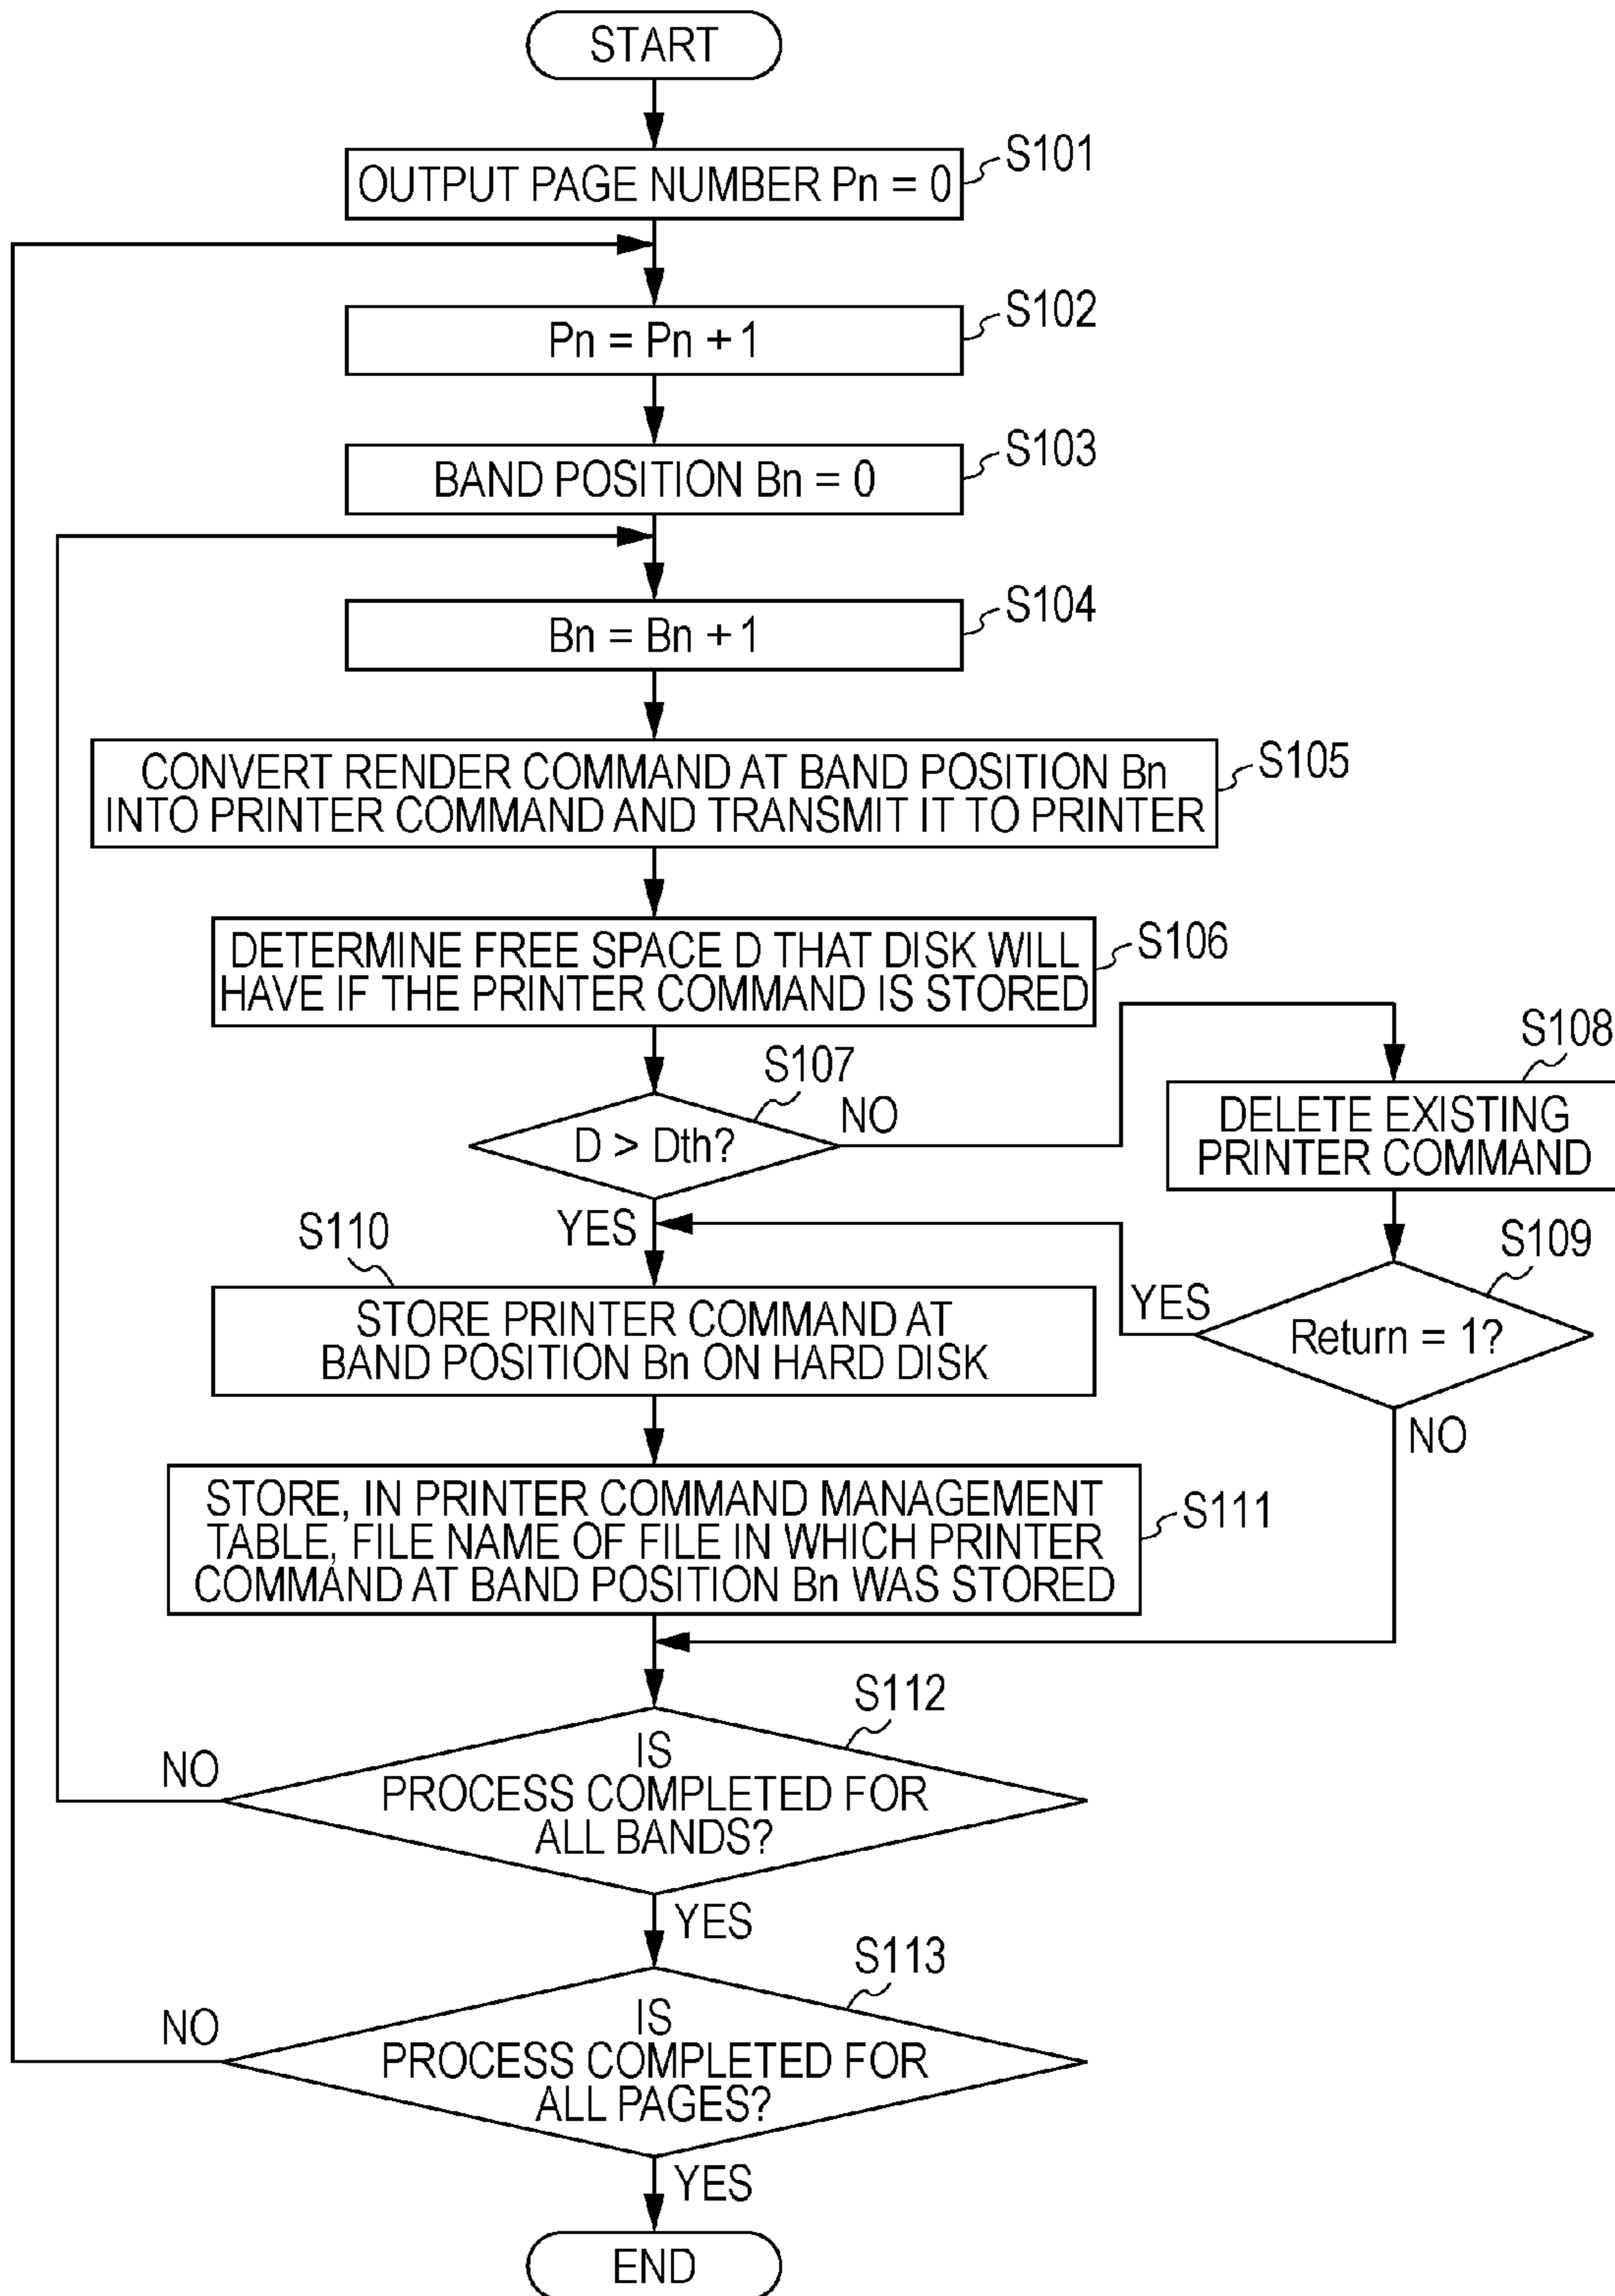 START
OUTPUT PAGE NUMBER Pn = 0
S101
Pn = Pn + 1
S102
BAND POSITION Bn = 0
S103
Bn = Bn + 1
S104
CONVERT RENDER COMMAND AT BAND POSITION Bn
INTO PRINTER COMMAND AND TRANSMIT IT TO PRINTER
S105
DETERMINE FREE SPACE D THAT DISK WILL
HAVE IF THE PRINTER COMMAND IS STORED
S106
S107
D > Dth?
NO
YES
S108
DELETE EXISTING
PRINTER COMMAND
S109
Return = 1?
YES
NO
S110
STORE PRINTER COMMAND AT
BAND POSITION Bn ON HARD DISK
STORE, IN PRINTER COMMAND MANAGEMENT
TABLE, FILE NAME OF FILE IN WHICH PRINTER
COMMAND AT BAND POSITION Bn WAS STORED
S111
S112
IS
PROCESS COMPLETED FOR
ALL BANDS?
NO
YES
S113
IS
PROCESS COMPLETED FOR
ALL PAGES?
NO
YES
END